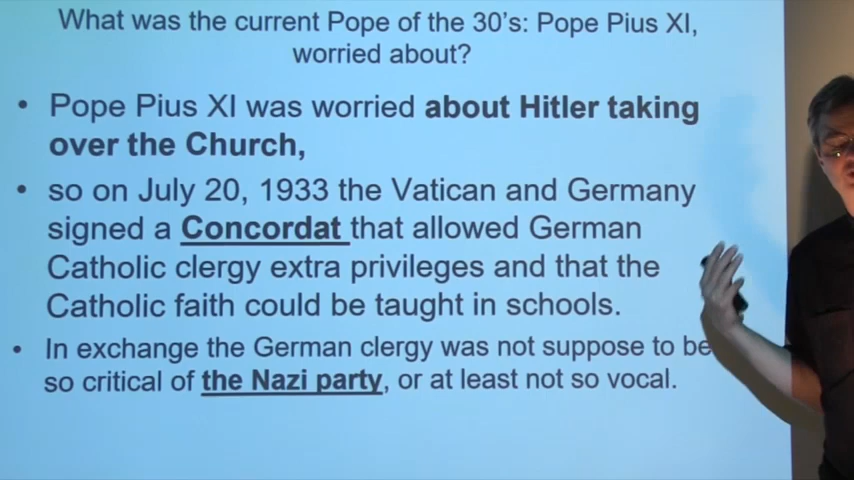 What was the current Pope of the 30's: Pope Pius XI,
worried about?
• Pope Pius XI was worried about Hitler taking
over the Church,
• so on July 20, 1933 the Vatican and Germany
signed a Concordat that allowed German
Catholic clergy extra privileges and that the
Catholic faith could be taught in schools.
• In exchange the German clergy was not suppose to be
so critical of the Nazi party, or at least not so vocal.